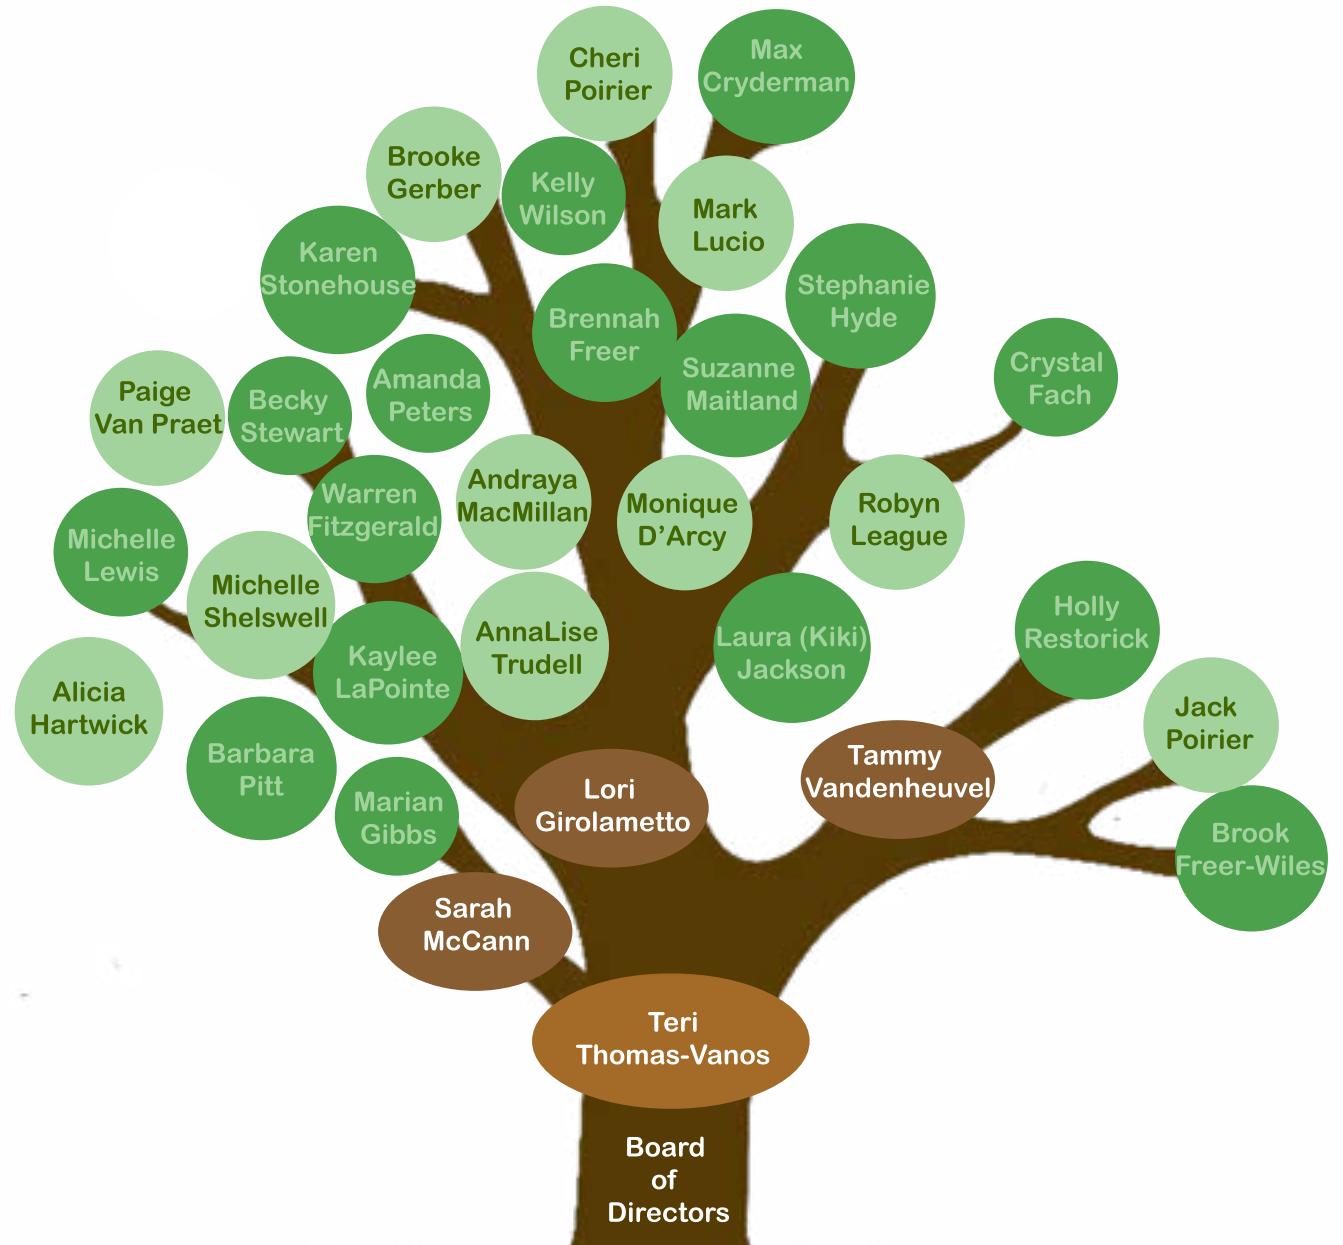 Cheri
Poirier
Max
Cryderman
Brooke
Gerber
Kelly
Wilson
Mark
Lucio
Karen
Stonehouse
Stephanie
Hyde
Brennah
Freer
Suzanne
Maitland
Crystal
Fach
Paige
Van Praet
Becky
Stewart
Amanda
Peters
Andraya
MacMillan
Monique
D’Arcy
Robyn
League
Warren
Fitzgerald
Michelle
Lewis
Michelle
Shelswell
AnnaLise
Trudell
Laura (Kiki)
Jackson
Holly
Restorick
Kaylee
LaPointe
Alicia
Hartwick
Jack
Poirier
Barbara
Pitt
Marian
Gibbs
Lori
Girolametto
Tammy
Vandenheuvel
Brook
Freer-Wiles
Sarah
McCann
Teri
Thomas-Vanos
Board
of
Directors